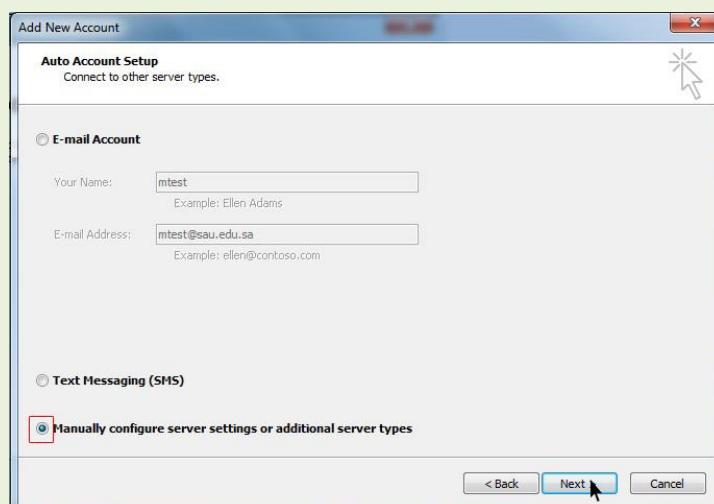 Add New Account
Auto Account Setup
Connect to other server types.
E-mail Account
Your Name: mtest
Example: Ellen Adams
E-mail Address: mtest@sau.edu.sa
Example: ellen@contoso.com
Text Messaging (SMS)
Manually configure server settings or additional server types
< Back Next > Cancel